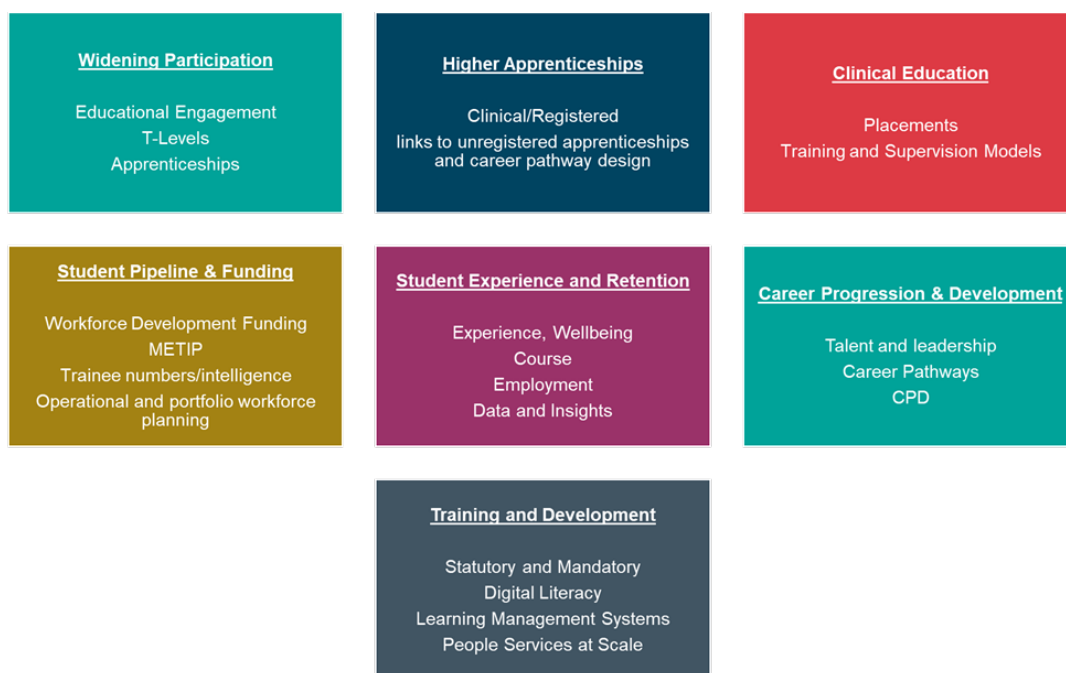 Widening Participation
Educational Engagement
T-Levels
Apprenticeships
Higher Apprenticeships
Clinical/Registered
links to unregistered apprenticeships
and career pathway design
Clinical Education
Placements
Training and Supervision Models
Student Pipeline & Funding
Workforce Development Funding
METIP
Trainee numbers/intelligence
Operational and portfolio workforce
planning
Student Experience and Retention
Experience, Wellbeing
Course
Employment
Data and Insights
Career Progression & Development
Talent and leadership
Career Pathways
CPD
Training and Development
Statutory and Mandatory
Digital Literacy
Learning Management Systems
People Services at Scale